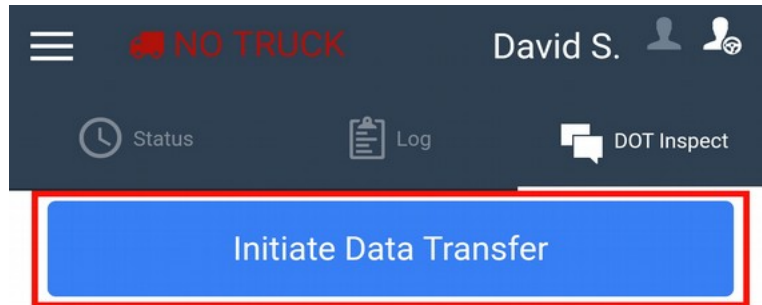 NO TRUCK David S.
Status Log DOT Inspect
Initiate Data Transfer